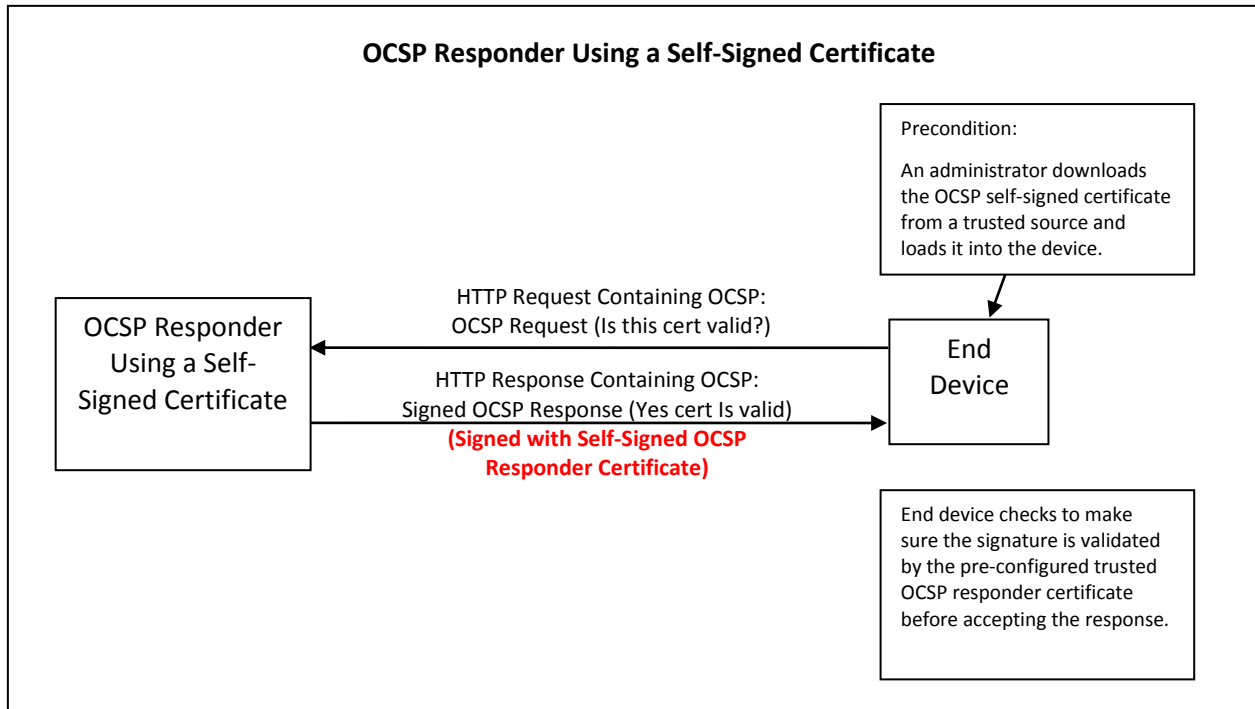 OCSP Responder Using a Self-Signed Certificate
Precondition:
An administrator downloads
the OCSP self-signed certificate
from a trusted source and
loads it into the device.
HTTP Request Containing OCSP:
OCSP Request (Is this cert valid?)
OCSP Responder
Using a Self-
Signed Certificate
End
Device
HTTP Response Containing OCSP:
Signed OCSP Response (Yes cert Is valid)
(Signed with Self-Signed OCSP
Responder Certificate)
End device checks to make
sure the signature is validated
by the pre-configured trusted
OCSP responder certificate
before accepting the response.